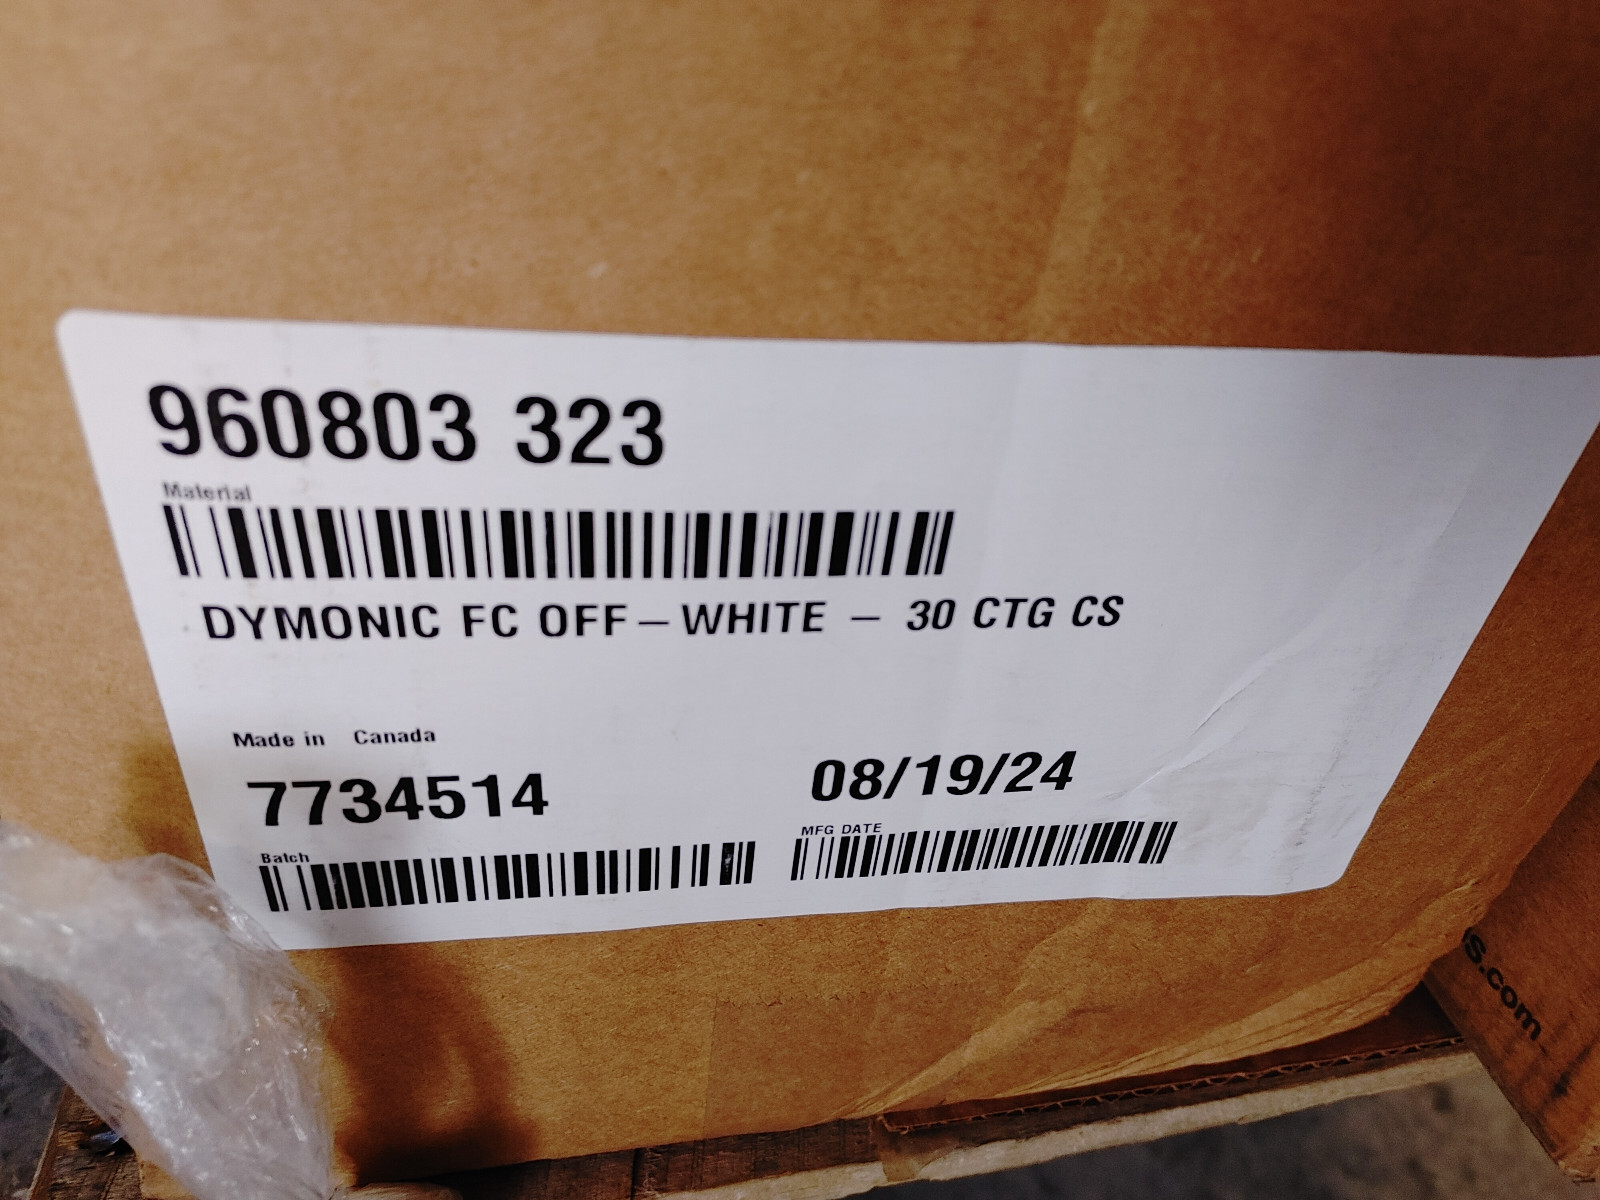 960803 323
Material
DYMONIC FC OFF-WHITE - 30 CTG CS
Made in Canada
7734514
08/19/24
Batch
MFG DATE
s.com